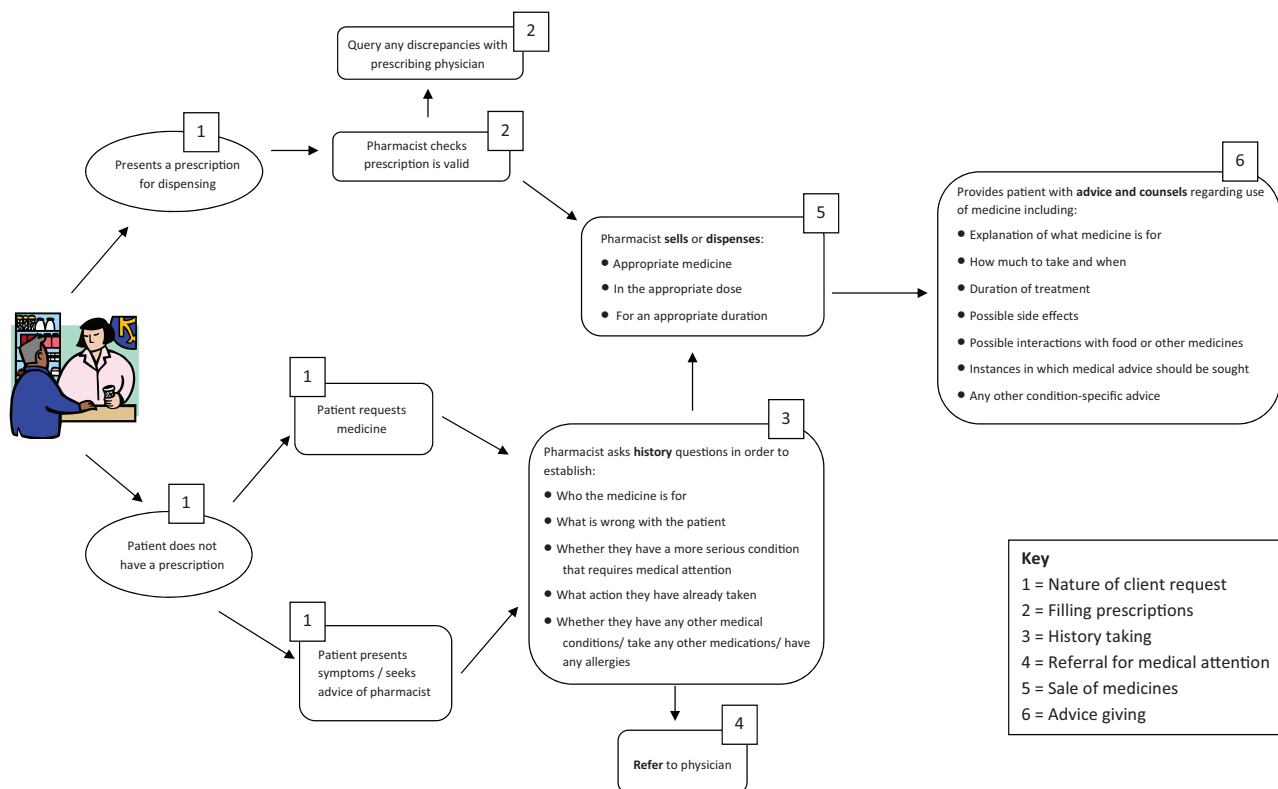 2
Query any discrepancies with
prescribing physician
1
Presents a prescription
for dispensing
2
Pharmacist checks
prescription is valid
5
Pharmacist sells or dispenses:
● Appropriate medicine
● In the appropriate dose
● For an appropriate duration
6
Provides patient with advice and counsels regarding use
of medicine including:
● Explanation of what medicine is for
● How much to take and when
● Duration of treatment
● Possible side effects
● Possible interactions with food or other medicines
● Instances in which medical advice should be sought
● Any other condition-specific advice
1
Patient requests
medicine
1
Patient does not
have a prescription
1
Patient presents
symptoms / seeks
advice of pharmacist
3
Pharmacist asks history questions in order to
establish:
● Who the medicine is for
● What is wrong with the patient
● Whether they have a more serious condition
that requires medical attention
● What action they have already taken
● Whether they have any other medical
conditions/ take any other medications/ have
any allergies
4
Refer to physician
Key
1 = Nature of client request
2 = Filling prescriptions
3 = History taking
4 = Referral for medical attention
5 = Sale of medicines
6 = Advice giving